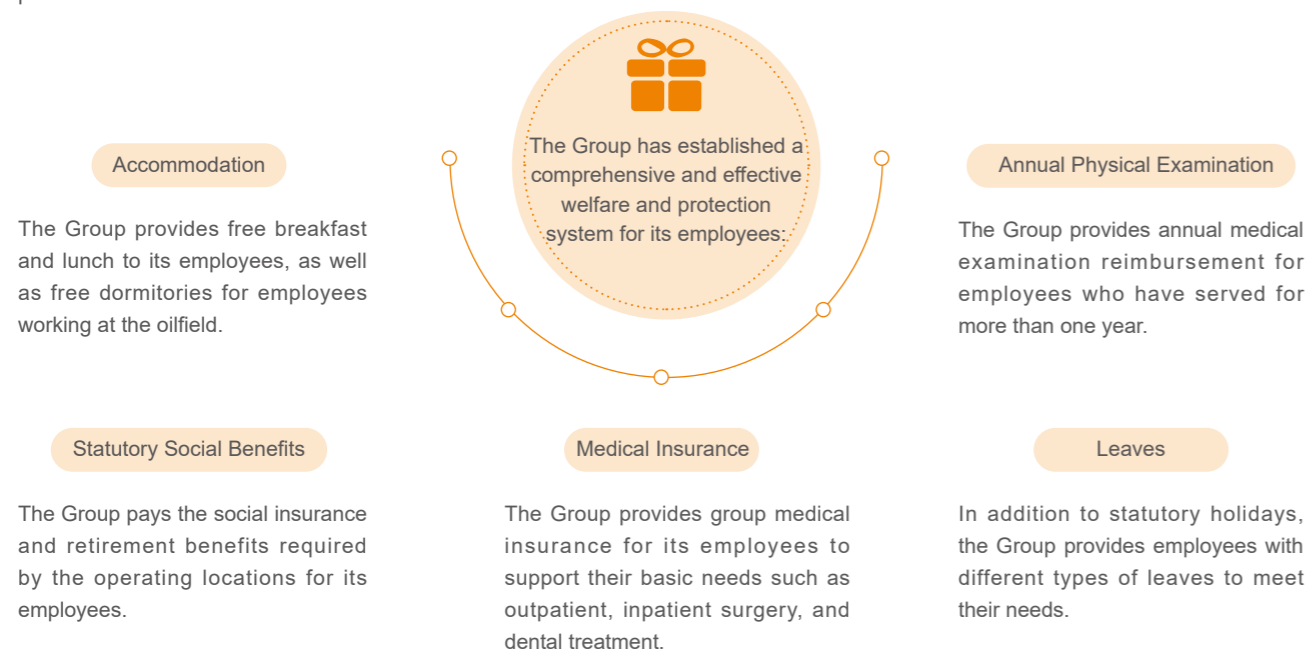 The Group has established a
comprehensive and effective
welfare and protection
system for its employees:
Accommodation
The Group provides free breakfast
and lunch to its employees, as well
as free dormitories for employees
working at the oilfield.
Annual Physical Examination
The Group provides annual medical
examination reimbursement for
employees who have served for
more than one year.
Statutory Social Benefits
The Group pays the social insurance
and retirement benefits required
by the operating locations for its
employees.
Medical Insurance
The Group provides group medical
insurance for its employees to
support their basic needs such as
outpatient, inpatient surgery, and
dental treatment.
Leaves
In addition to statutory holidays,
the Group provides employees with
different types of leaves to meet
their needs.